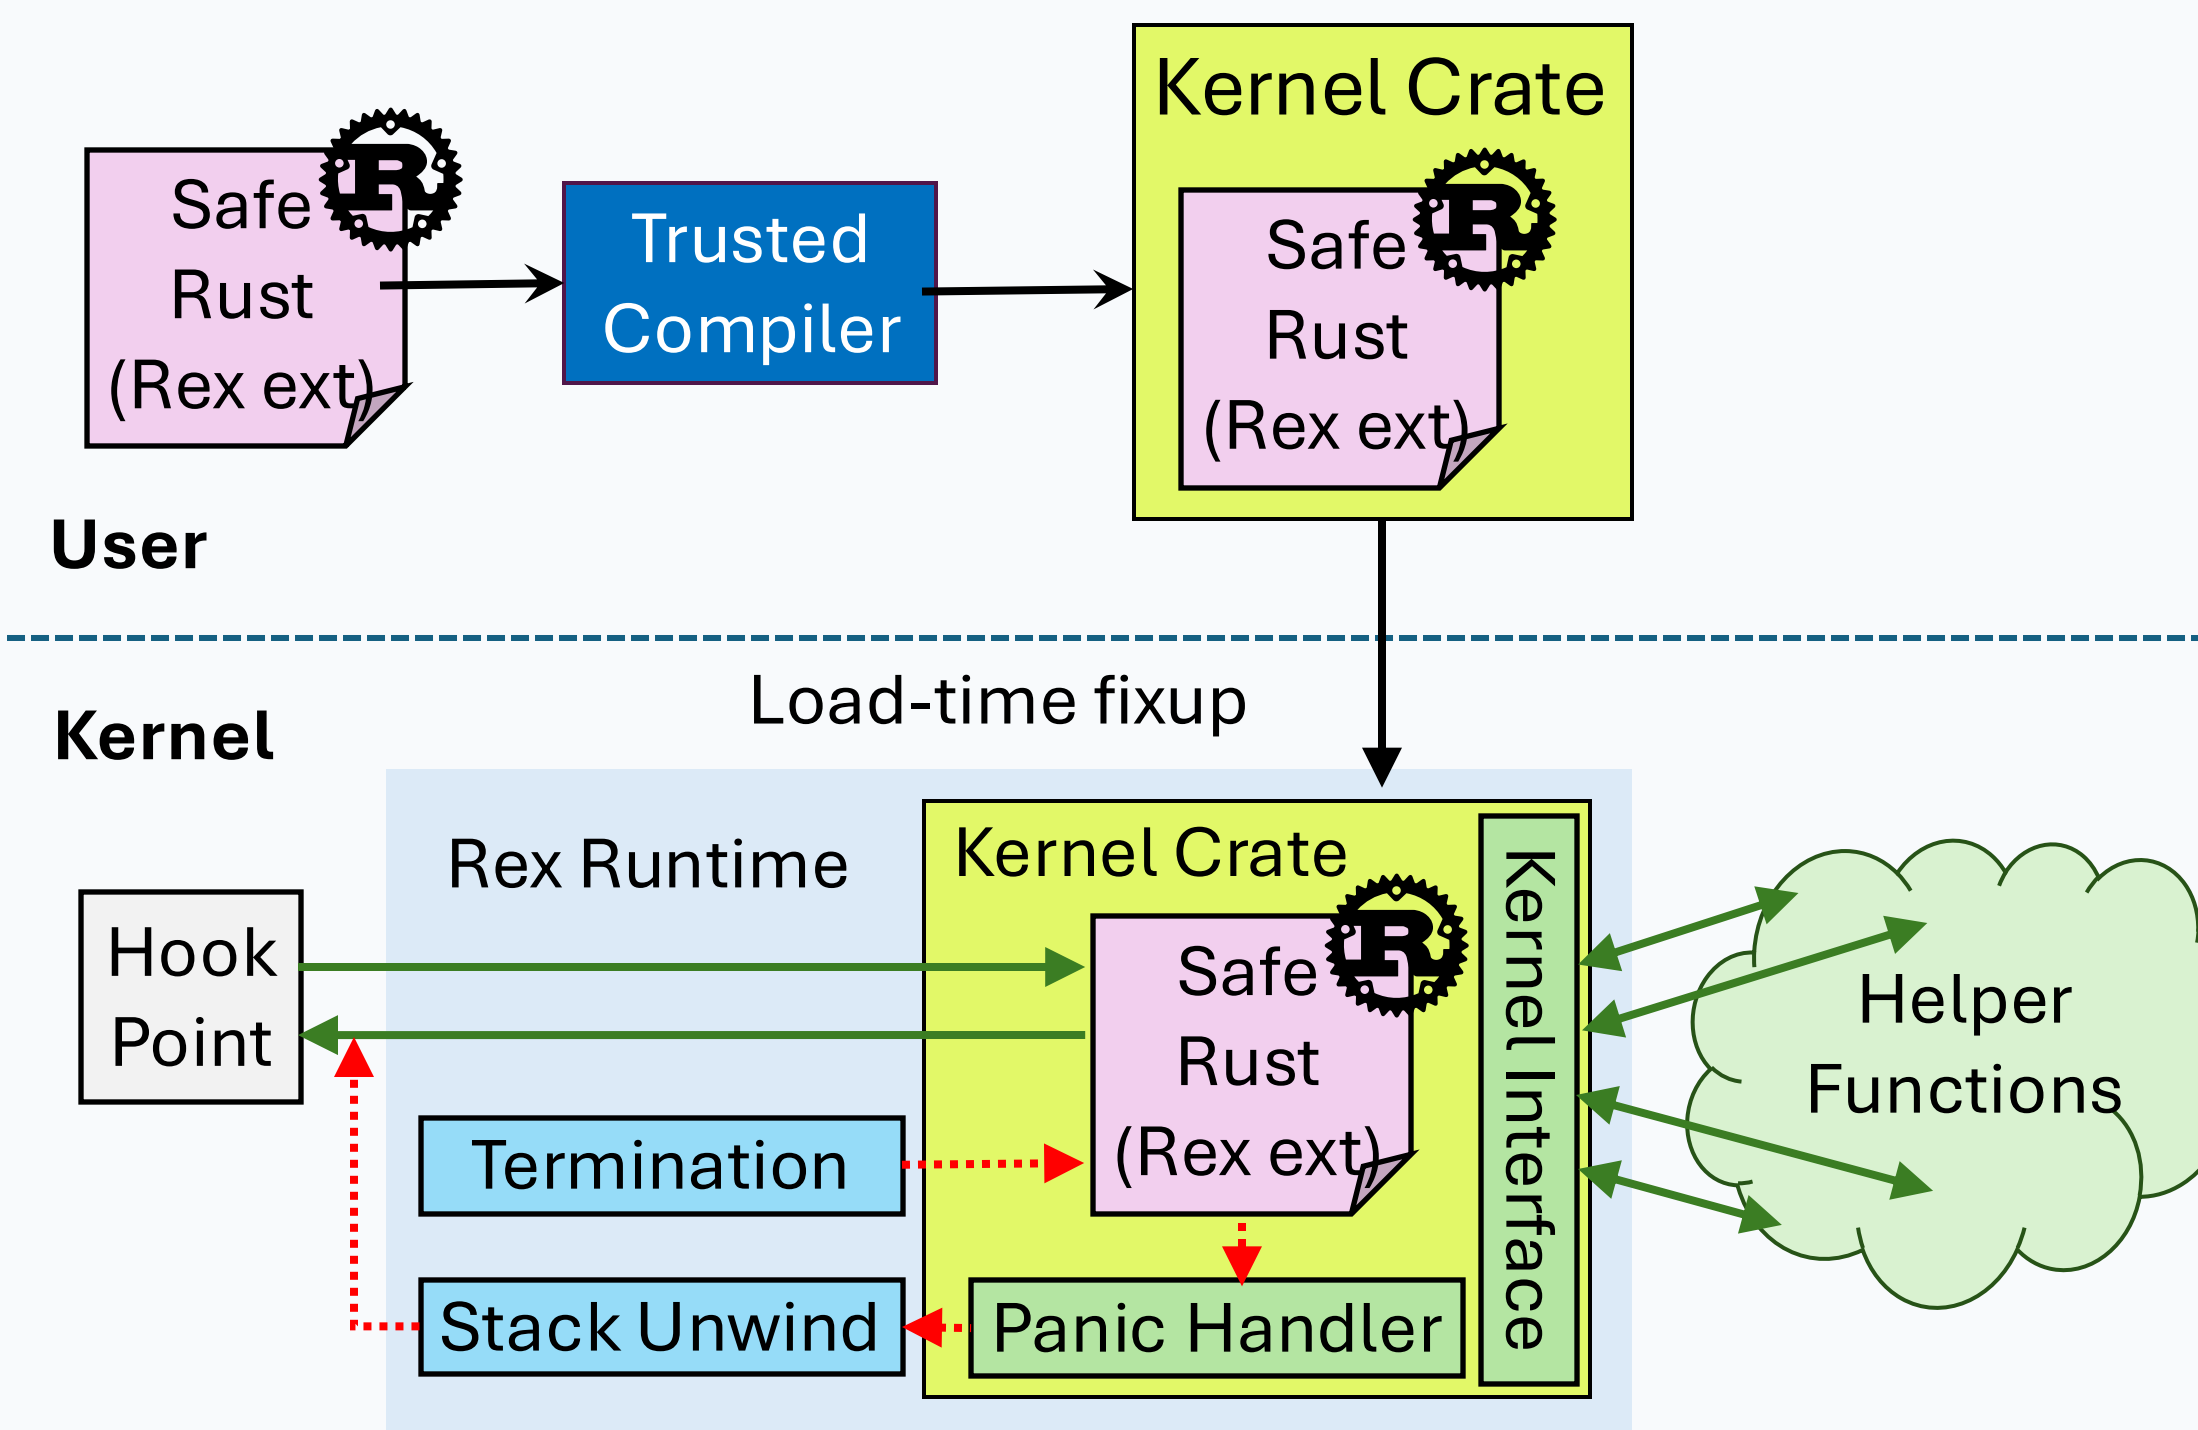 Kernel Crate
Safe
Rust
(Rex ext)
Trusted
Compiler
Safe
Rust
(Rex ext)
User
Load-time fixup
Kernel
Rex Runtime
Kernel Crate
Hook
Point
Safe
Rust
(Rex ext)
Kernel Interface
Helper
Functions
Termination
Stack Unwind
Panic Handler